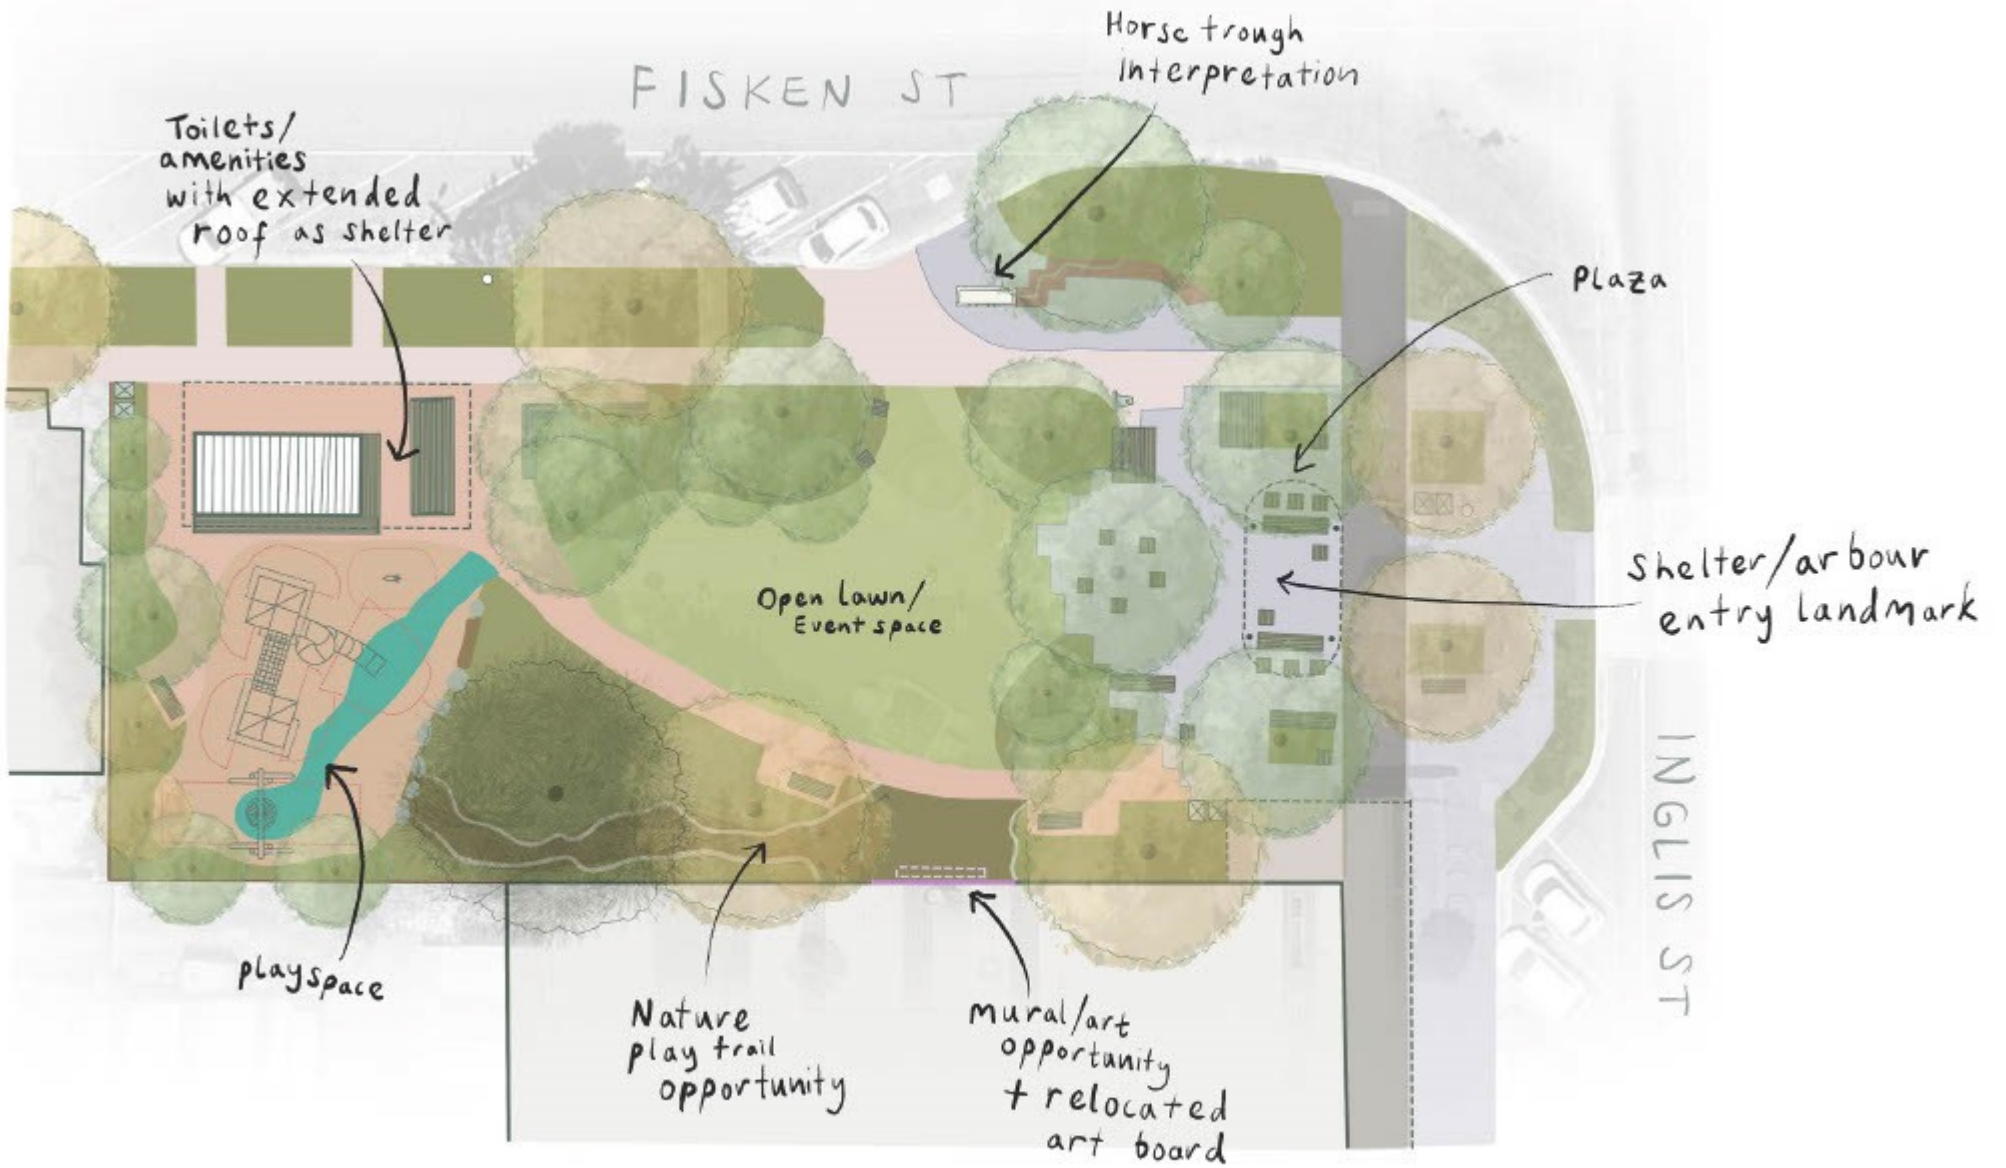 Horse trough
interpretation
FISKEN ST
Toilets/
amenities
with extended
roof as shelter
Plaza
Shelter/arbour
entry landmark
Open lawn/
Event space
INGLIS ST
playspace
Nature
play trail
opportunity
mural/art
opportunity
+ relocated
art board